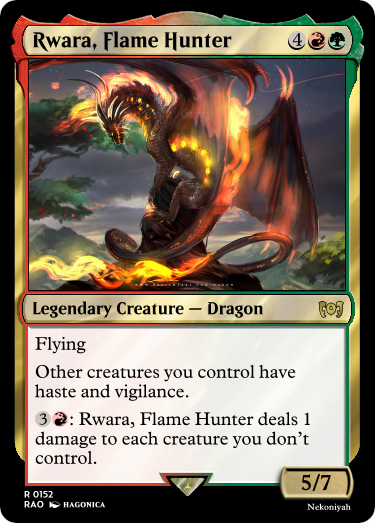 Rwara, Flame Hunter 4
Legendary Creature — Dragon
Flying
Other creatures you control have
haste and vigilance.
3: Rwara, Flame Hunter deals 1
damage to each creature you don't
control.
5/7
R 0152
RAO HAGONICA
Nekoniyah